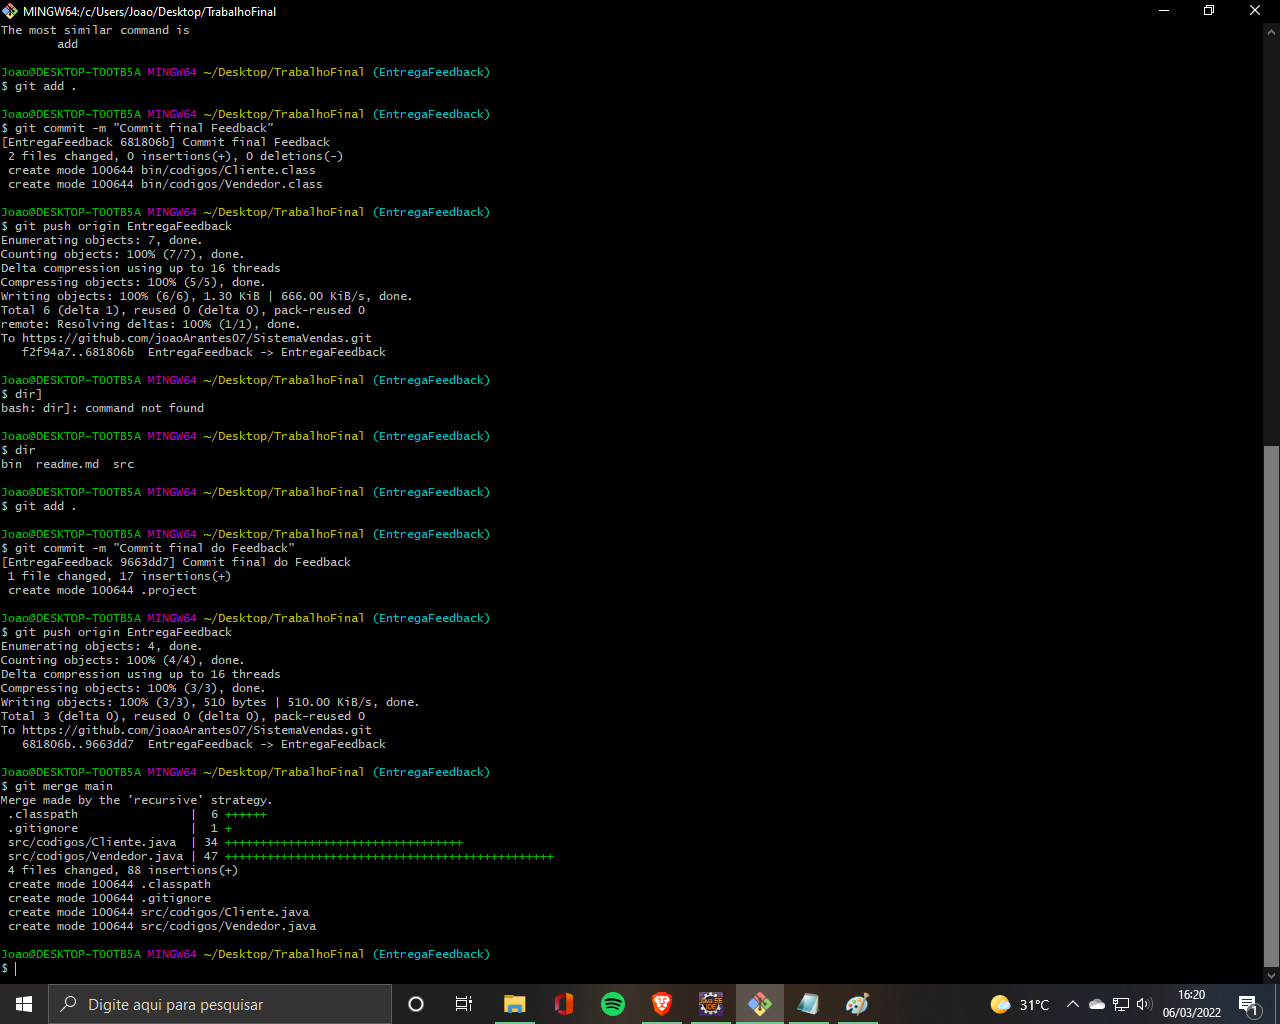 MINGW64:/c/Users/Joao/Desktop/TrabalhoFinal
The most similar command is
        add
Joao@DESKTOP-TOOTB5A MINGW64 ~/Desktop/TrabalhoFinal (EntregaFeedback)
$ git add .
Joao@DESKTOP-TOOTB5A MINGW64 ~/Desktop/TrabalhoFinal (EntregaFeedback)
$ git commit -m "Commit final Feedback"
[EntregaFeedback 681806b] Commit final Feedback
 2 files changed, 0 insertions(+), 0 deletions(-)
 create mode 100644 bin/codigos/Cliente.class
 create mode 100644 bin/codigos/Vendedor.class
Joao@DESKTOP-TOOTB5A MINGW64 ~/Desktop/TrabalhoFinal (EntregaFeedback)
$ git push origin EntregaFeedback
Enumerating objects: 7, done.
Counting objects: 100% (7/7), done.
Delta compression using up to 16 threads
Compressing objects: 100% (5/5), done.
Writing objects: 100% (6/6), 1.30 KiB | 666.00 KiB/s, done.
Total 6 (delta 1), reused 0 (delta 0), pack-reused 0
remote: Resolving deltas: 100% (1/1), done.
To https://github.com/joaoArantes07/SistemaVendas.git
   f2f94a7..681806b  EntregaFeedback -> EntregaFeedback
Joao@DESKTOP-TOOTB5A MINGW64 ~/Desktop/TrabalhoFinal (EntregaFeedback)
$ dir]
bash: dir]: command not found
Joao@DESKTOP-TOOTB5A MINGW64 ~/Desktop/TrabalhoFinal (EntregaFeedback)
$ dir
bin  readme.md  src
Joao@DESKTOP-TOOTB5A MINGW64 ~/Desktop/TrabalhoFinal (EntregaFeedback)
$ git add .
Joao@DESKTOP-TOOTB5A MINGW64 ~/Desktop/TrabalhoFinal (EntregaFeedback)
$ git commit -m "Commit final do Feedback"
[EntregaFeedback 9663dd7] Commit final do Feedback
 1 file changed, 17 insertions(+)
 create mode 100644 .project
Joao@DESKTOP-TOOTB5A MINGW64 ~/Desktop/TrabalhoFinal (EntregaFeedback)
$ git push origin EntregaFeedback
Enumerating objects: 4, done.
Counting objects: 100% (4/4), done.
Delta compression using up to 16 threads
Compressing objects: 100% (3/3), done.
Writing objects: 100% (3/3), 510 bytes | 510.00 KiB/s, done.
Total 3 (delta 0), reused 0 (delta 0), pack-reused 0
To https://github.com/joaoArantes07/SistemaVendas.git
   681806b..9663dd7  EntregaFeedback -> EntregaFeedback
Joao@DESKTOP-TOOTB5A MINGW64 ~/Desktop/TrabalhoFinal (EntregaFeedback)
$ git merge main
Merge made by the 'recursive' strategy.
 .classpath                |  6 ++++++
 .gitignore                |  1 +
 src/codigos/Cliente.java  | 34 ++++++++++++++++++++++++++++++++++
 src/codigos/Vendedor.java | 47 +++++++++++++++++++++++++++++++++++++++++++++++
 4 files changed, 88 insertions(+)
 create mode 100644 .classpath
 create mode 100644 .gitignore
 create mode 100644 src/codigos/Cliente.java
 create mode 100644 src/codigos/Vendedor.java
Joao@DESKTOP-TOOTB5A MINGW64 ~/Desktop/TrabalhoFinal (EntregaFeedback)
$
Digite aqui para pesquisar
31°C
16:20
06/03/2022
1